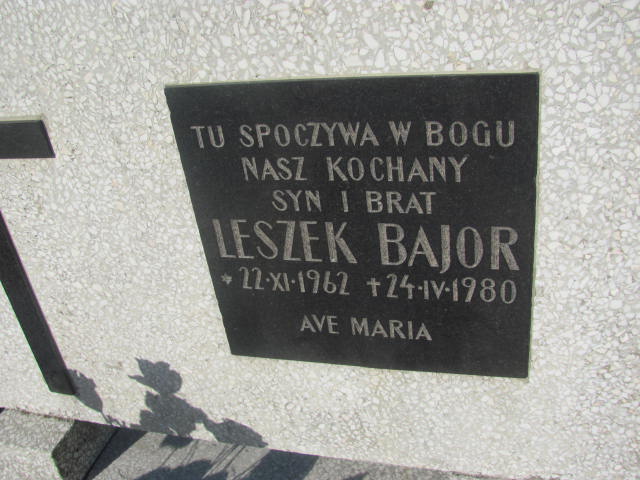 TU SPOCZYWA W BOGU
NASZ KOCHANY
SYN I BRAT
LESZEK BAJOR
* 22·XI·1962 †24·IV·1980
AVE MARIA